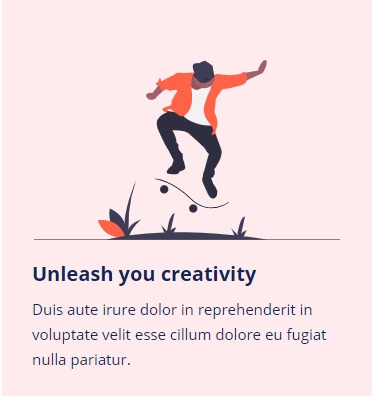 Unleash you creativity
Duis aute irure dolor in reprehenderit in
voluptate velit esse cillum dolore eu fugiat
nulla pariatur.